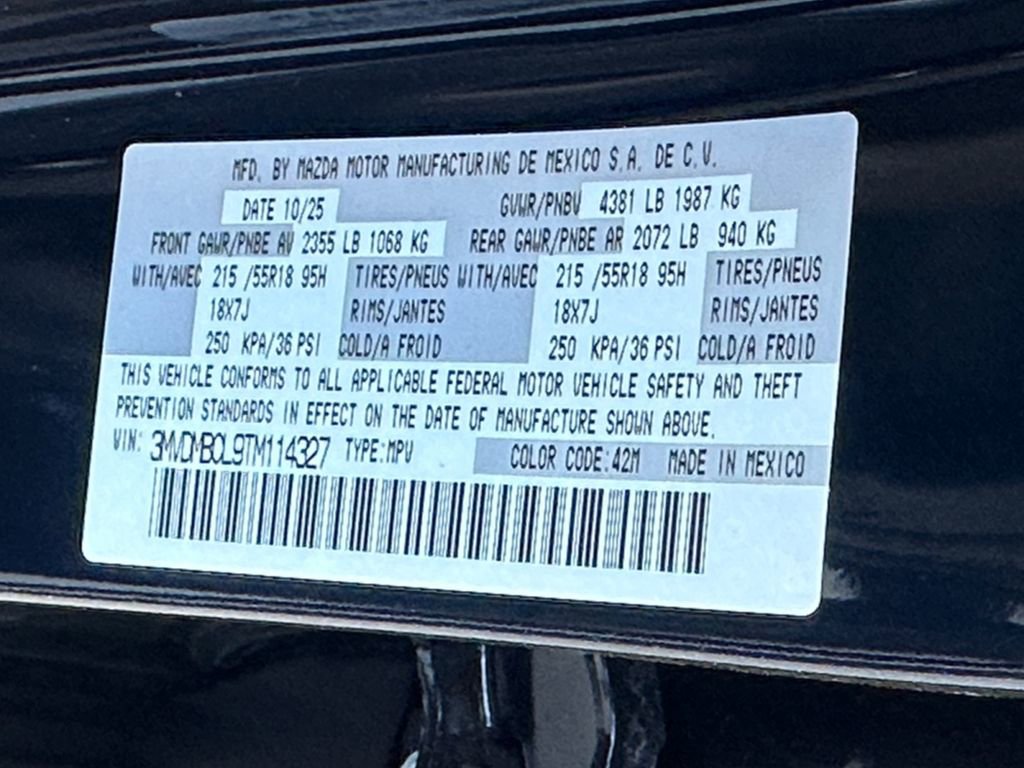 MFD. BY MAZDA MOTOR MANUFACTURING DE MEXICO S.A. DE C.V.
DATE 10/25 GVWR/PNBV 4381 LB 1987 KG
FRONT GAWR/PNBE AV 2355 LB 1068 KG REAR GAWR/PNBE AR 2072 LB 940 KG
WITH/AVEC 215 /55R18 95H TIRES/PNEUS WITH/AVEC 215 /55R18 95H TIRES/PNEUS
18X7J RIMS/JANTES 18X7J RIMS/JANTES
250 KPA/36 PSI COLD/A FROID 250 KPA/36 PSI COLD/A FROID
THIS VEHICLE CONFORMS TO ALL APPLICABLE FEDERAL MOTOR VEHICLE SAFETY AND THEFT
PREVENTION STANDARDS IN EFFECT ON THE DATE OF MANUFACTURE SHOWN ABOVE.
VIN: 3MVDMBCL9TM114327 TYPE:MPV COLOR CODE:42M MADE IN MEXICO